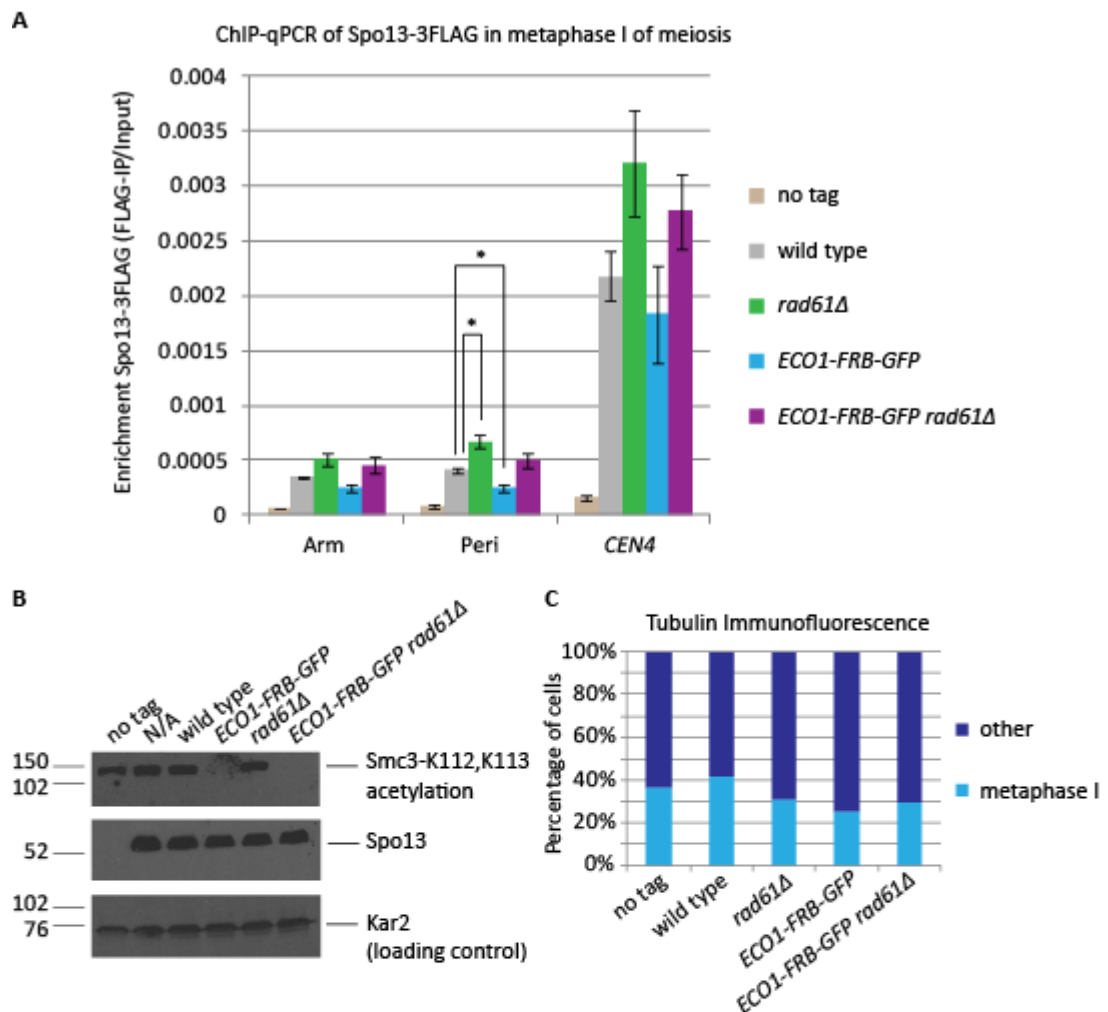 A
ChIP-qPCR of Spo13-3FLAG in metaphase I of meiosis
Enrichment Spo13-3FLAG (FLAG-IP/Input)
0.004
0.0035
0.003
0.0025
0.002
0.0015
0.001
0.0005
0
*
*
Arm
Peri
CEN4
no tag
wild type
rad61Δ
ECO1-FRB-GFP
ECO1-FRB-GFP rad61Δ
B
no tag
N/A
wild type
ECO1-FRB-GFP
rad61Δ
ECO1-FRB-GFP rad61Δ
150
102
Smc3-K112,K113
acetylation
52
Spo13
102
76
Kar2
(loading control)
C
Tubulin Immunofluorescence
Percentage of cells
100%
80%
60%
40%
20%
0%
no tag
wild type
rad61Δ
ECO1-FRB-GFP
ECO1-FRB-GFP rad61Δ
other
metaphase I